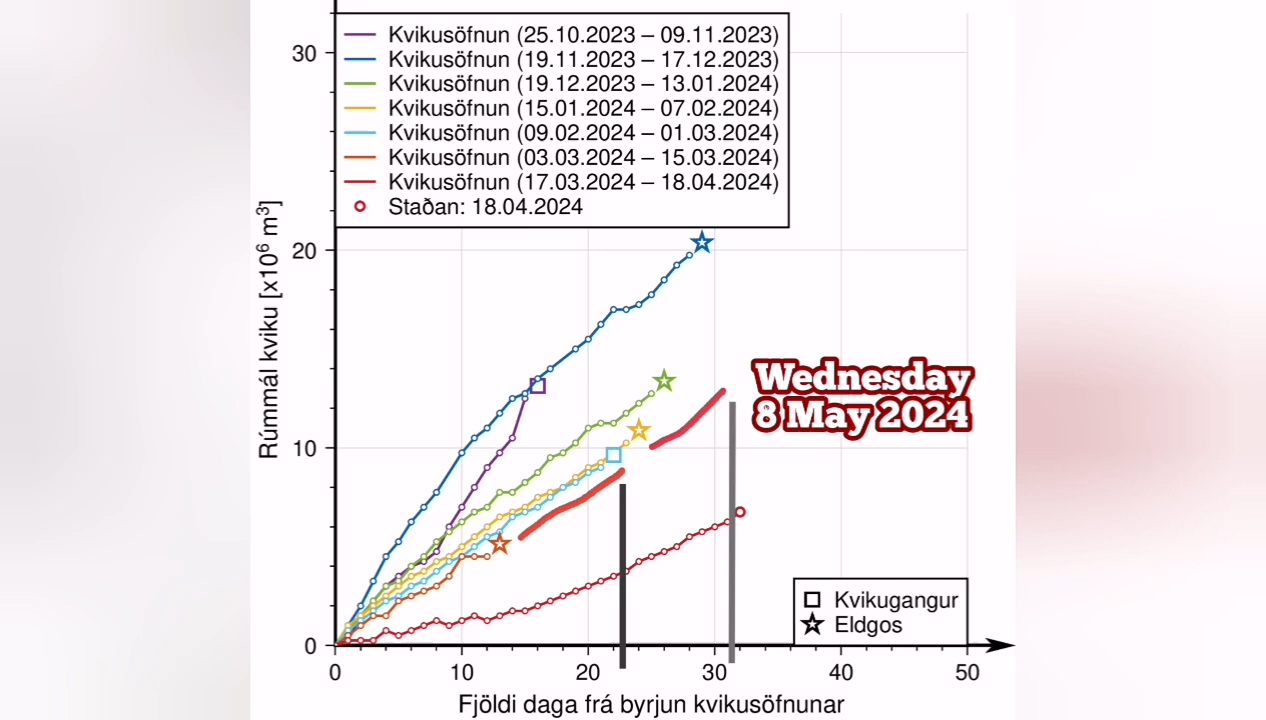 Kvikusöfnun (25.10.2023 – 09.11.2023)
Kvikusöfnun (19.11.2023 – 17.12.2023)
Kvikusöfnun (19.12.2023 – 13.01.2024)
Kvikusöfnun (15.01.2024 – 07.02.2024)
Kvikusöfnun (09.02.2024 – 01.03.2024)
Kvikusöfnun (03.03.2024 – 15.03.2024)
Kvikusöfnun (17.03.2024 – 18.04.2024)
Staðan: 18.04.2024
30
20
10
0
Rúmmál kviku [x10⁶ m³]
Wednesday
8 May 2024
Kvikugangur
Eldgos
0 10 20 30 40 50
Fjöldi daga frá byrjun kvikusöfnunar